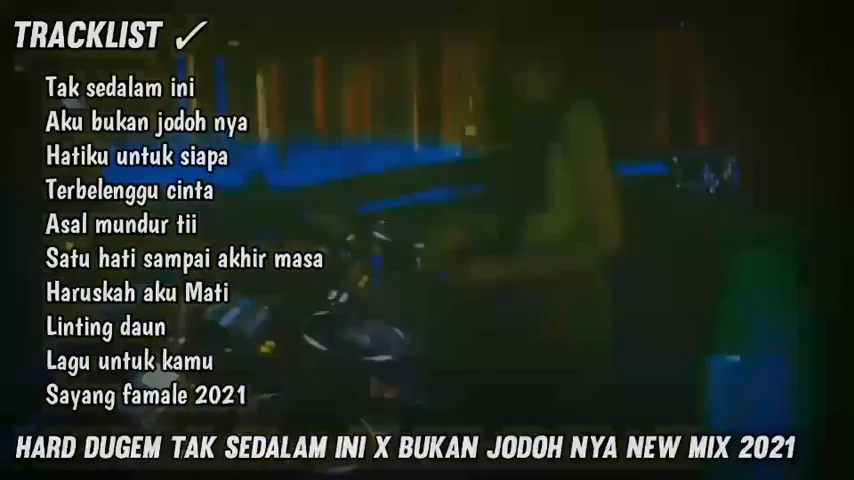 TRACKLIST ✓
Tak sedalam ini
Aku bukan jodoh nya
Hatiku untuk siapa
Terbelenggu cinta
Asal mundur tii
Satu hati sampai akhir masa
Haruskah aku Mati
Linting daun
Lagu untuk kamu
Sayang famale 2021
HARD DUGEM TAK SEDALAM INI X BUKAN JODOH NYA NEW MIX 2021